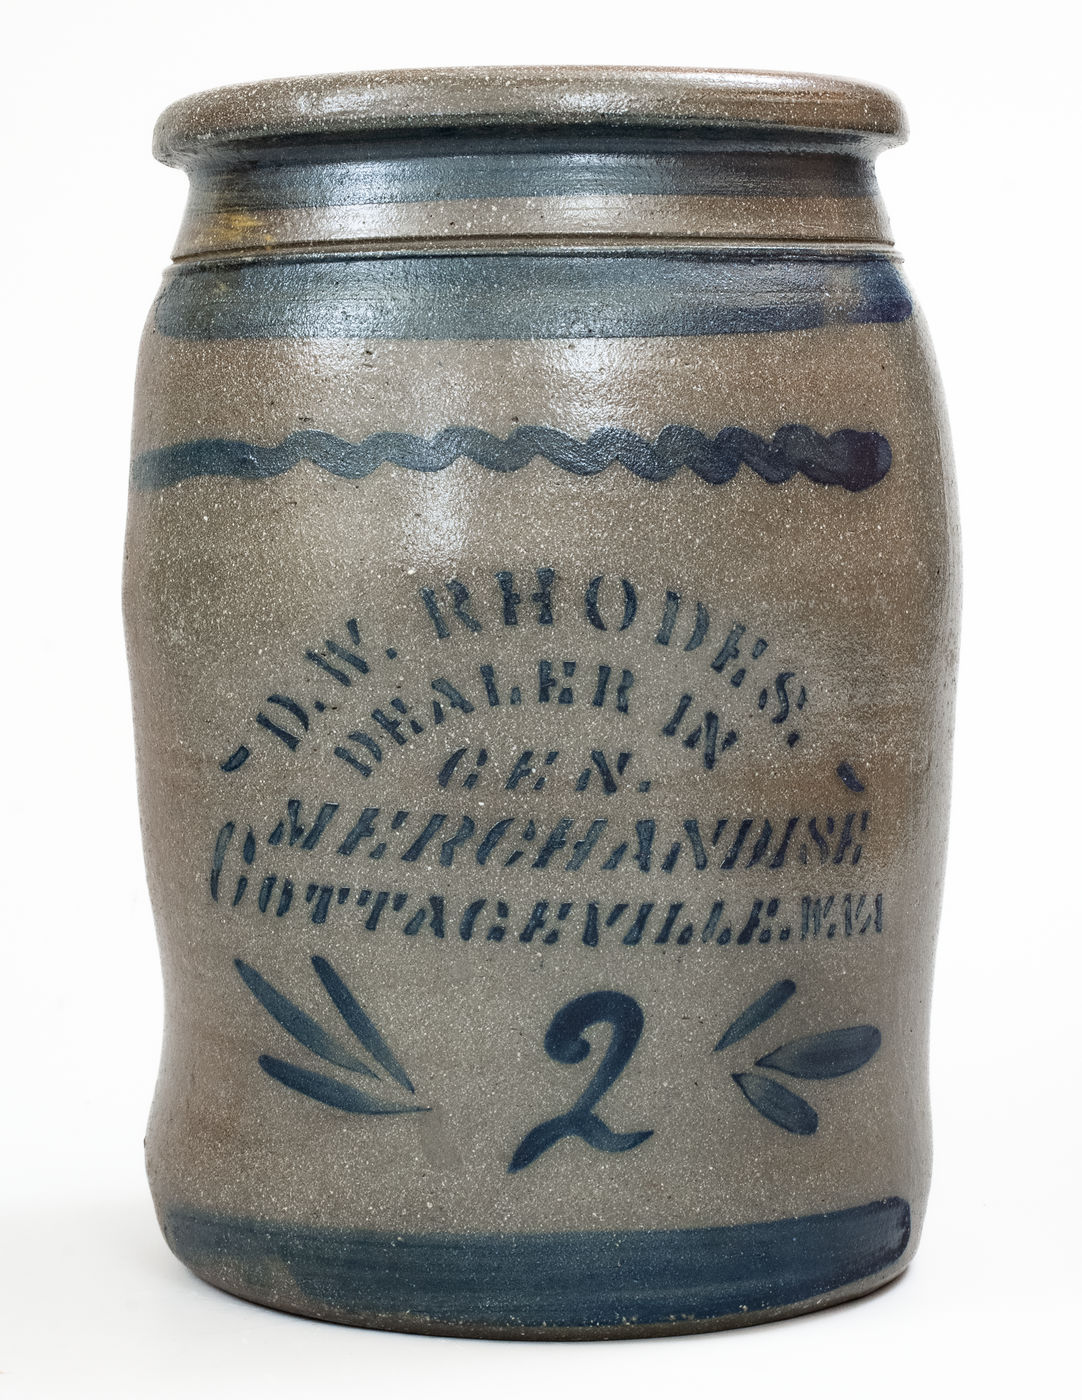 D.W. RHODES.
DEALER IN
GEN.
MERCHANDISE
COTTAGEVILLE. W.VA
2